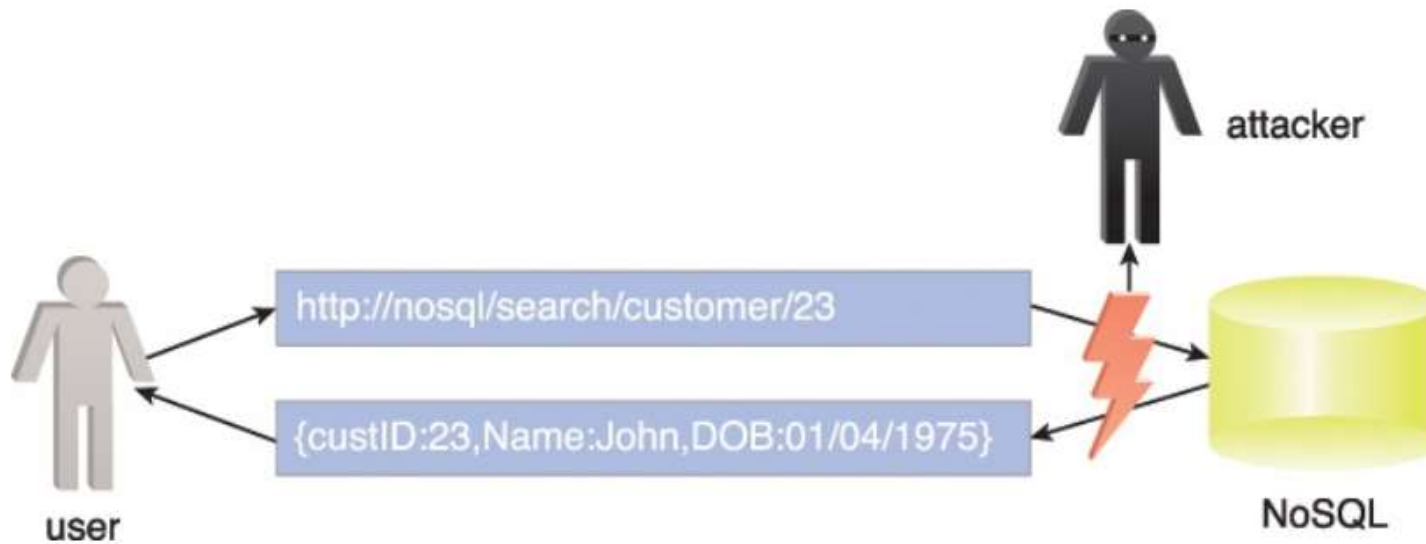 attacker
http://nosql/search/customer/23
{custID:23,Name:John,DOB:01/04/1975}
user
NoSQL